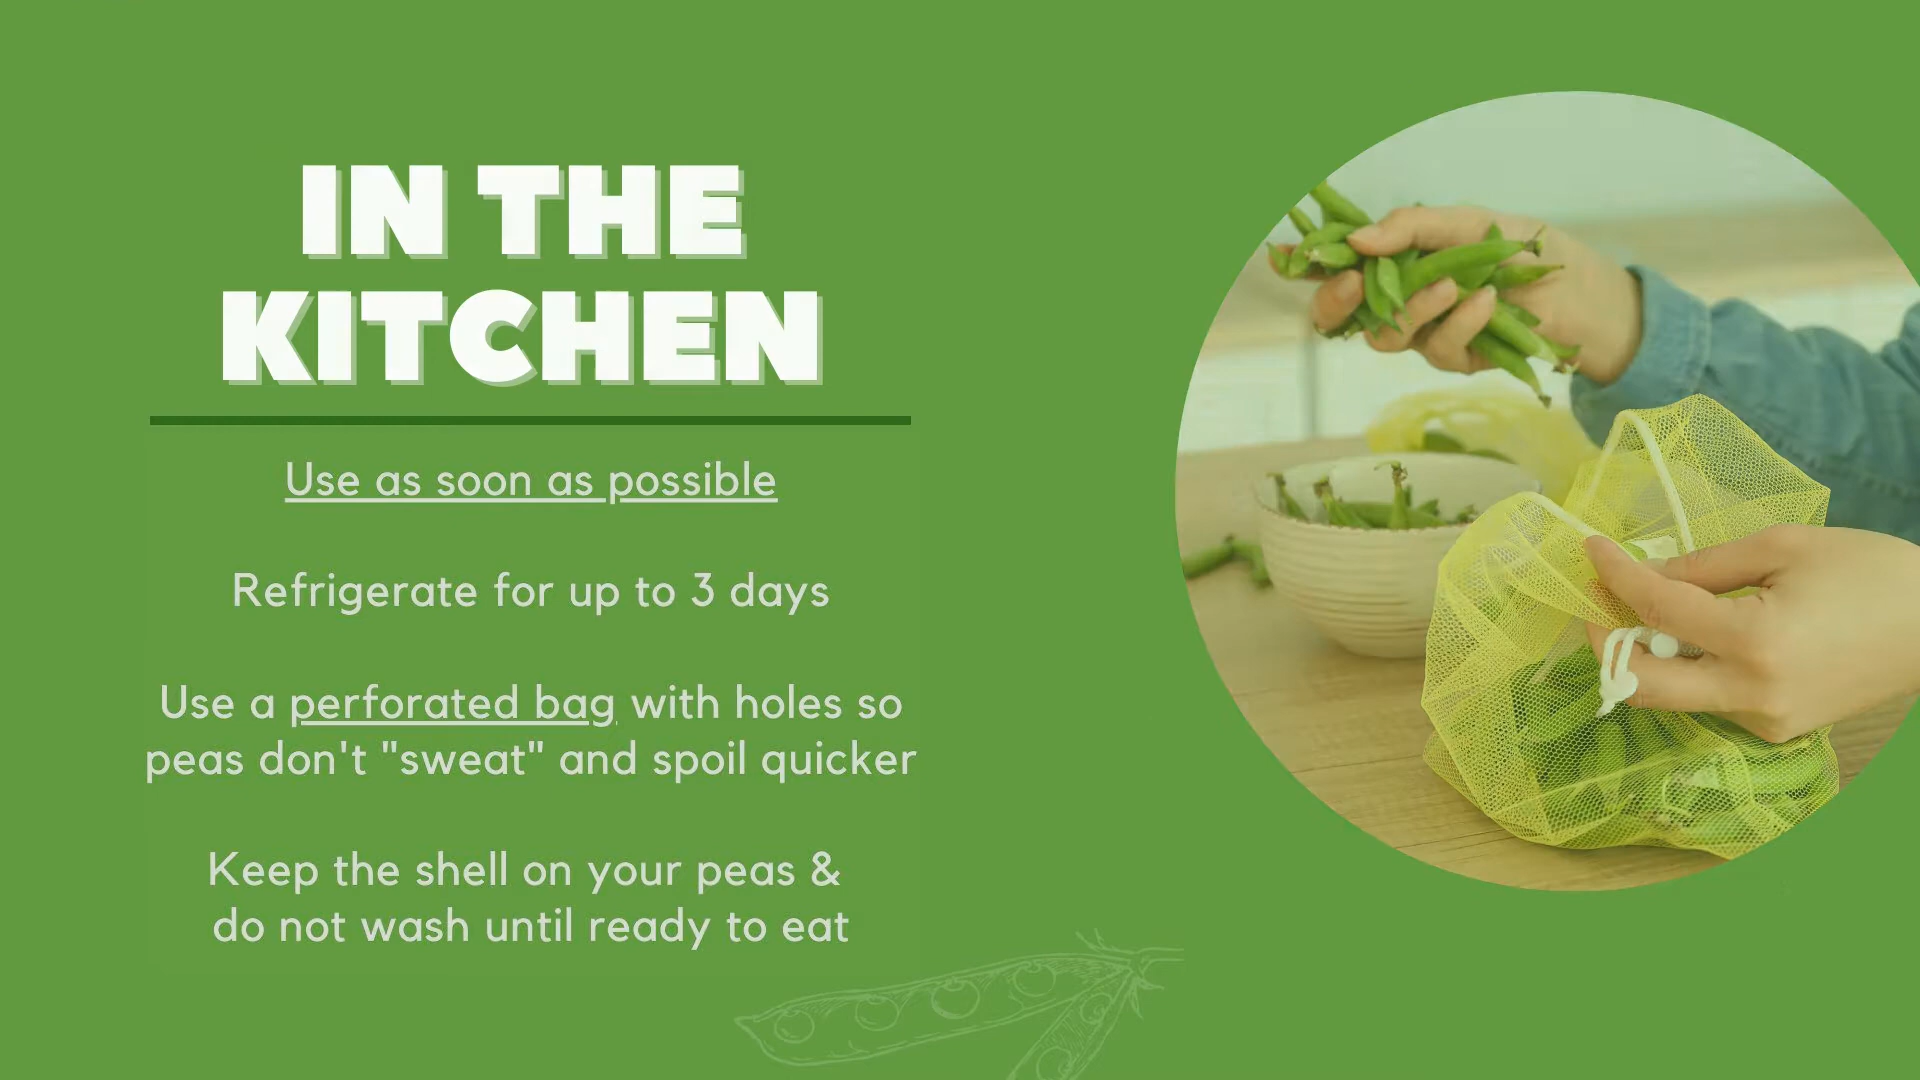 IN THE
KITCHEN
Use as soon as possible
Refrigerate for up to 3 days
Use a perforated bag with holes so
peas don't "sweat" and spoil quicker
Keep the shell on your peas &
do not wash until ready to eat